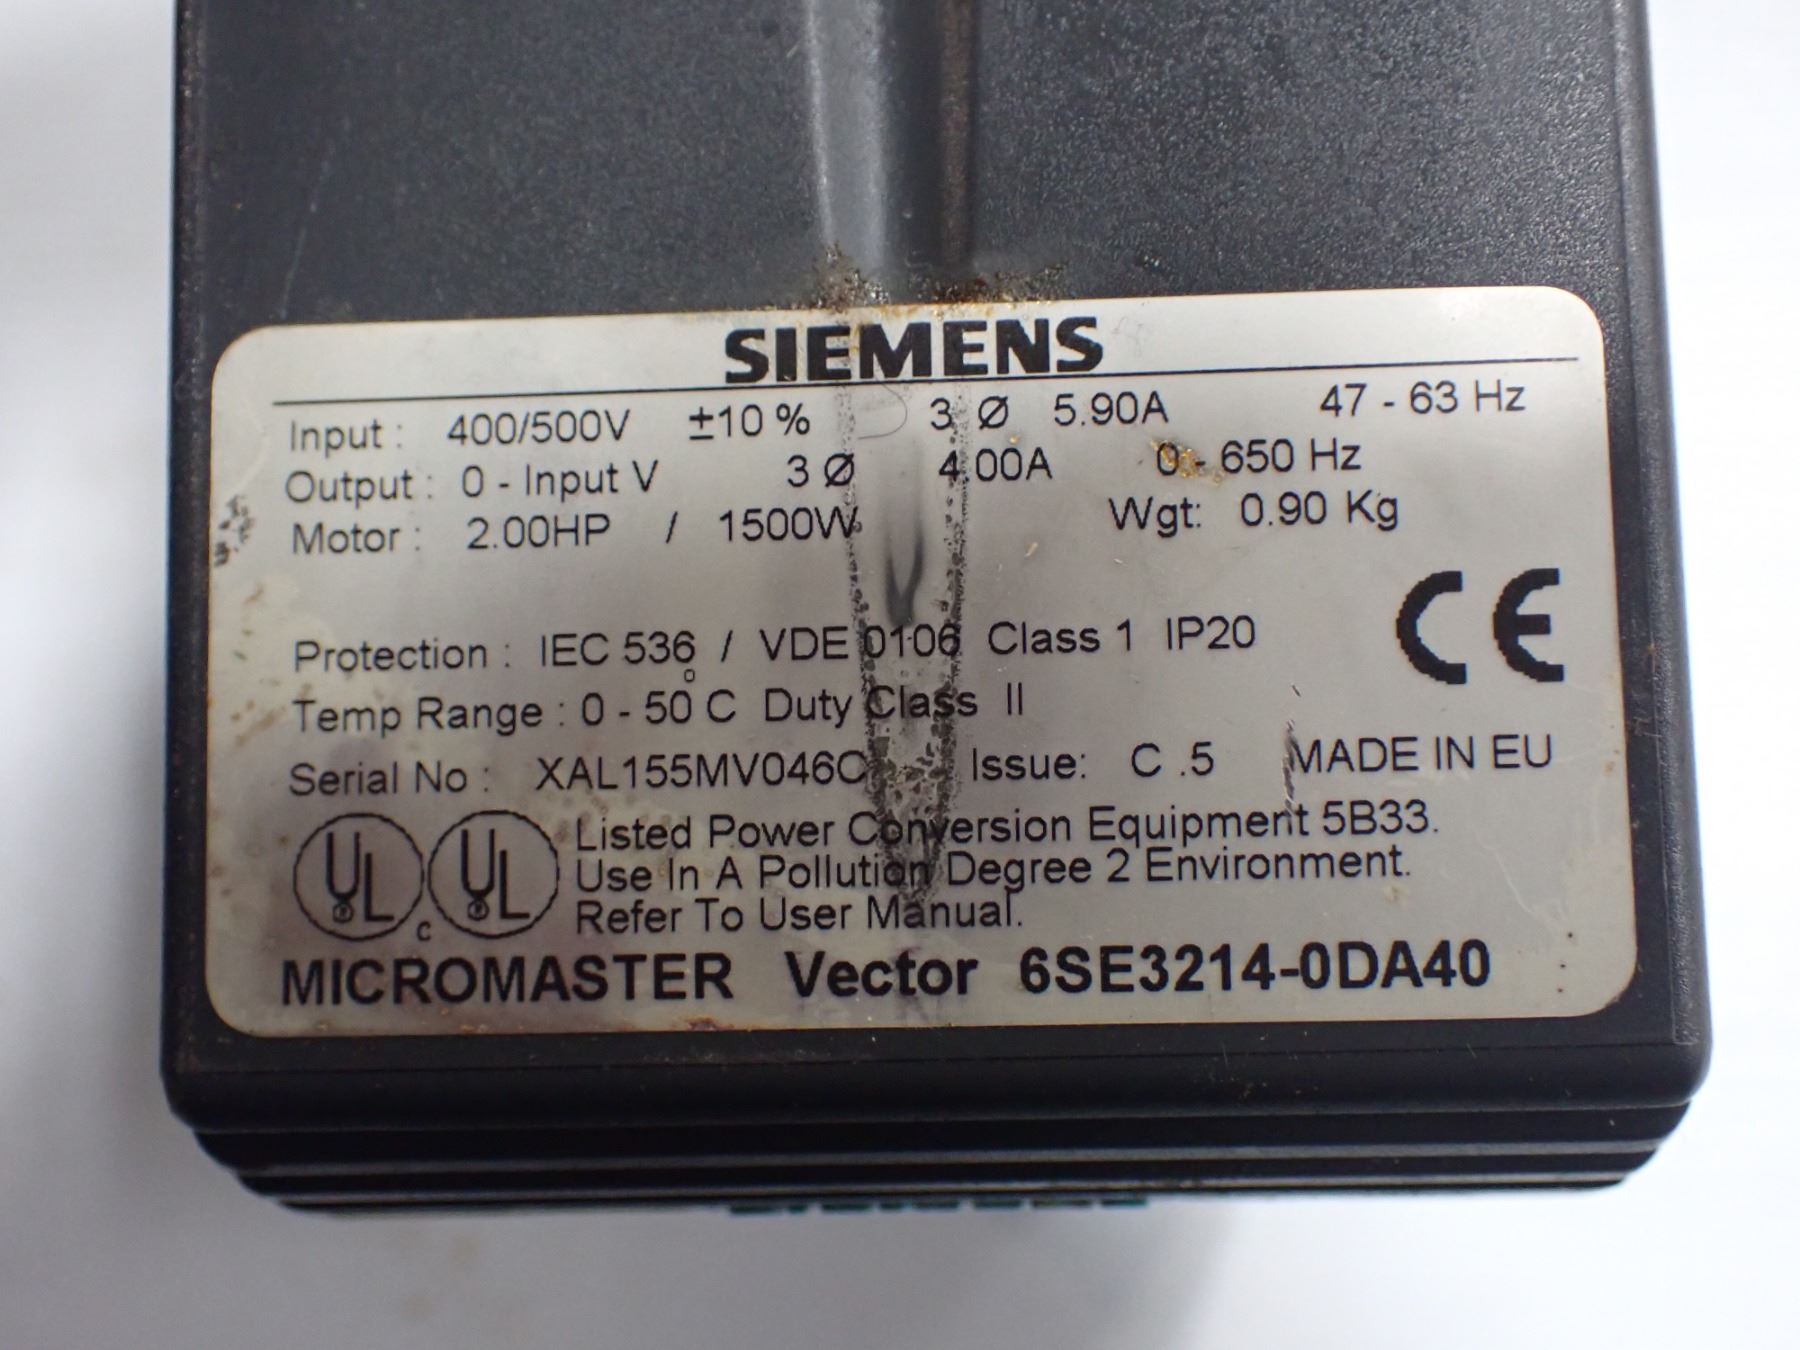 SIEMENS
Input : 400/500V ±10 % 3 Ø 5.90A 47 - 63 Hz
Output : 0 - Input V 3 Ø 4.00A 0 - 650 Hz
Motor : 2.00HP / 1500W Wgt: 0.90 Kg
CE
Protection : IEC 536 / VDE 0106 Class 1 IP20
Temp Range : 0 - 50°C Duty Class II
Serial No : XAL155MV046C Issue: C .5 MADE IN EU
UL c UL Listed Power Conversion Equipment 5B33.
Use In A Pollution Degree 2 Environment.
Refer To User Manual.
MICROMASTER Vector 6SE3214-0DA40